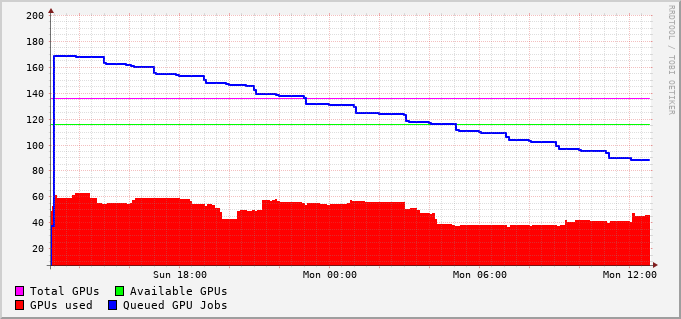 200
180
160
140
120
100
80
60
40
20
Sun 18:00 Mon 00:00 Mon 06:00 Mon 12:00
Total GPUs Available GPUs
GPUs used Queued GPU Jobs
RRDTOOL / TOBI OETIKER